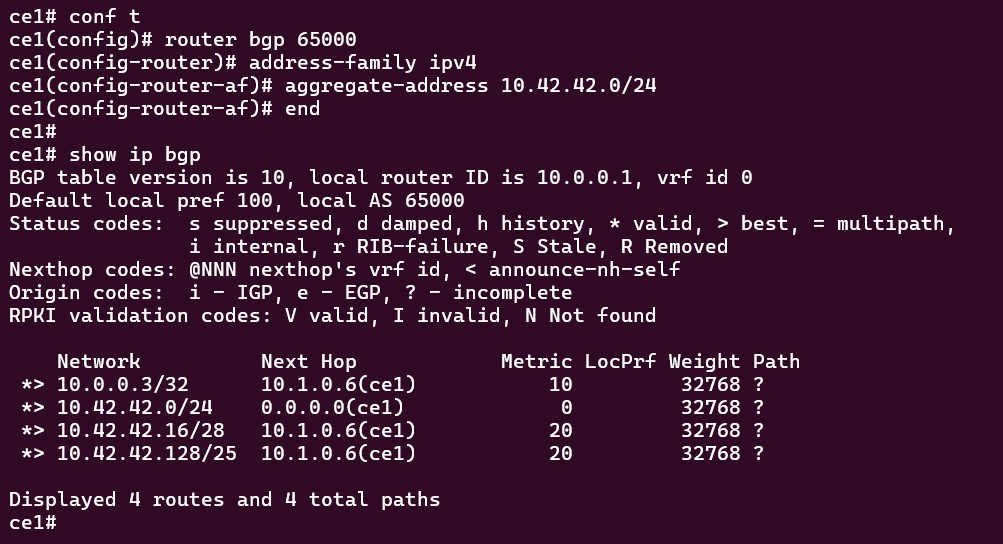 ce1# conf t
ce1(config)# router bgp 65000
ce1(config-router)# address-family ipv4
ce1(config-router-af)# aggregate-address 10.42.42.0/24
ce1(config-router-af)# end
ce1#
ce1# show ip bgp
BGP table version is 10, local router ID is 10.0.0.1, vrf id 0
Default local pref 100, local AS 65000
Status codes:  s suppressed, d damped, h history, * valid, > best, = multipath,
               i internal, r RIB-failure, S Stale, R Removed
Nexthop codes: @NNN nexthop's vrf id, < announce-nh-self
Origin codes:  i - IGP, e - EGP, ? - incomplete
RPKI validation codes: V valid, I invalid, N Not found

    Network          Next Hop            Metric LocPrf Weight Path
 *> 10.0.0.3/32      10.1.0.6(ce1)           10         32768 ?
 *> 10.42.42.0/24    0.0.0.0(ce1)             0         32768 ?
 *> 10.42.42.16/28   10.1.0.6(ce1)           20         32768 ?
 *> 10.42.42.128/25  10.1.0.6(ce1)           20         32768 ?

Displayed 4 routes and 4 total paths
ce1#